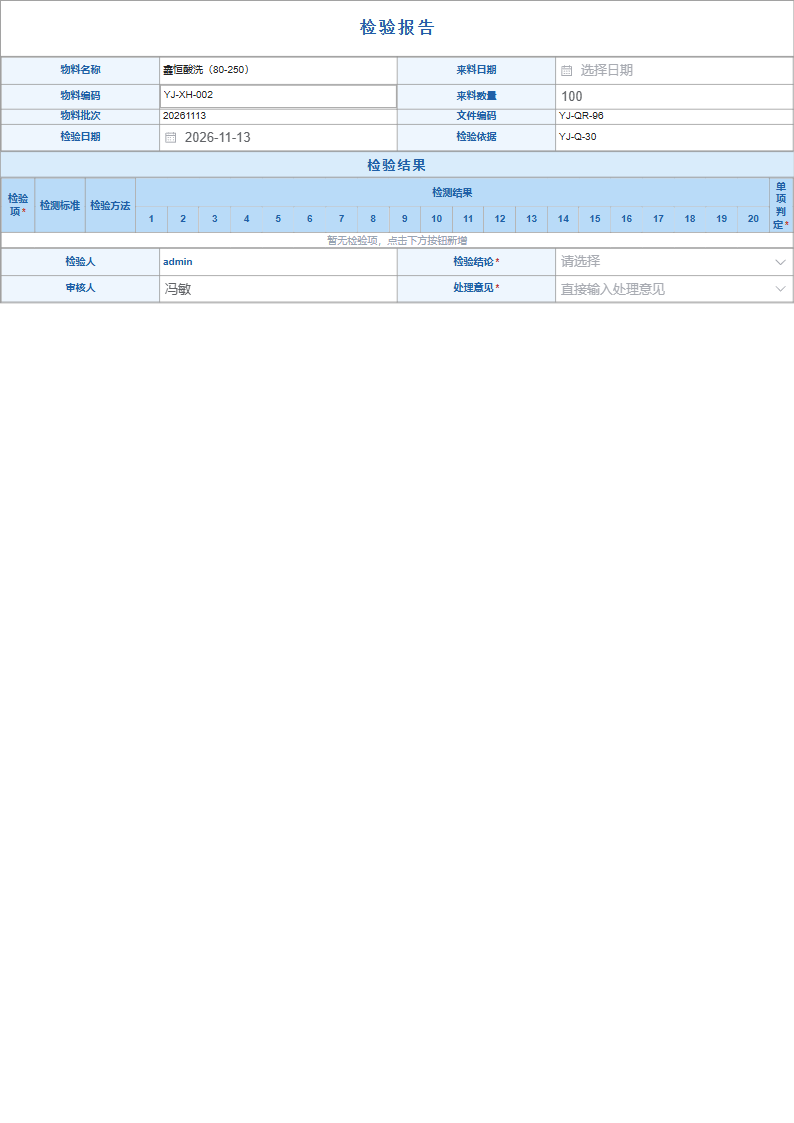 检验报告
物料名称 鑫恒酸洗（80-250） 来料日期 选择日期
物料编码 YJ-XH-002 来料数量 100
物料批次 20261113 文件编码 YJ-QR-96
检验日期 2026-11-13 检验依据 YJ-Q-30
检验结果
检验项* 检测标准 检验方法 检测结果 单项判定*
1 2 3 4 5 6 7 8 9 10 11 12 13 14 15 16 17 18 19 20
暂无检验项，点击下方按钮新增
检验人 admin 检验结论* 请选择
审核人 冯敏 处理意见* 直接输入处理意见